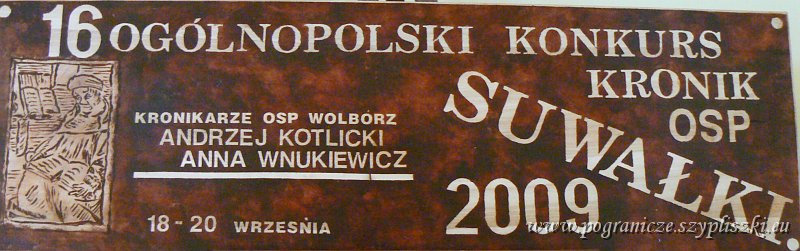 16 OGÓLNOPOLSKI KONKURS
KRONIK
OSP
SUWAŁKI
2009
KRONIKARZE OSP WOLBÓRZ
ANDRZEJ KOTLICKI
ANNA WNUKIEWICZ
18-20 WRZEŚNIA
www.pogranicze.szypliszki.eu